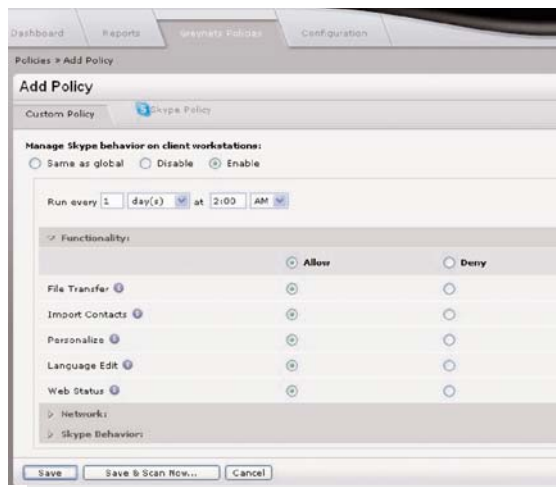 Dashboard Reports Greynets Policies Configuration
Policies > Add Policy
Add Policy
Custom Policy Skype Policy
Manage Skype behavior on client workstations:
Same as global Disable Enable
Run every 1 day(s) at 2:00 AM
Functionality:
Allow Deny
File Transfer
Import Contacts
Personalize
Language Edit
Web Status
Network:
Skype Behavior:
Save Save & Scan Now... Cancel